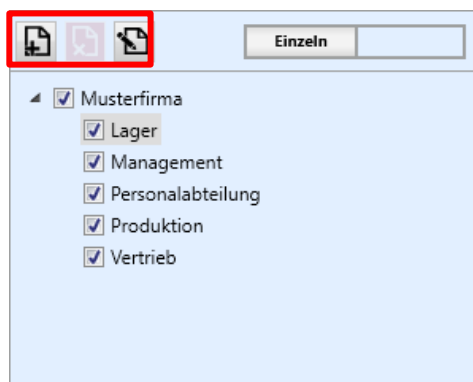 Einzeln
Musterfirma
Lager
Management
Personalabteilung
Produktion
Vertrieb